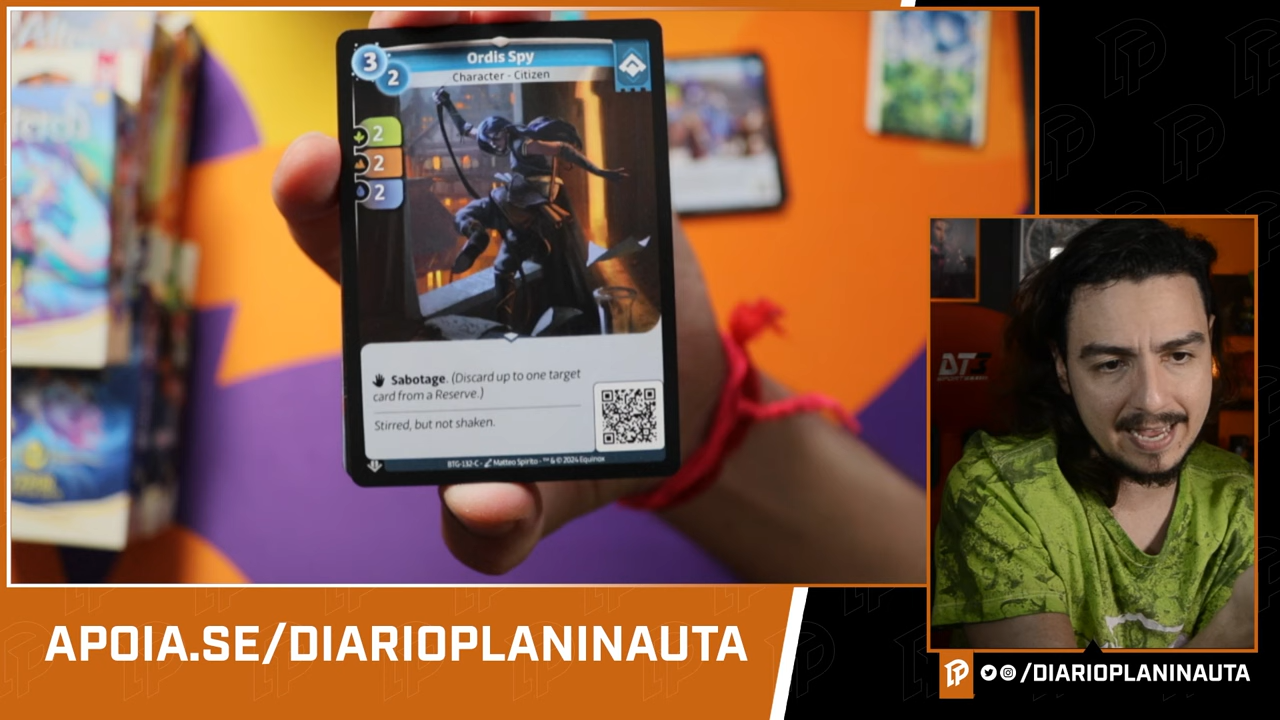 3
2
Ordis Spy
Character - Citizen
2
2
2
Sabotage. (Discard up to one target
card from a Reserve.)
Stirred, but not shaken.
BTG-132-C - Matteo Spirito - ™ & © 2024 Equinox
DT3
APOIA.SE/DIARIOPLANINAUTA
/DIARIOPLANINAUTA